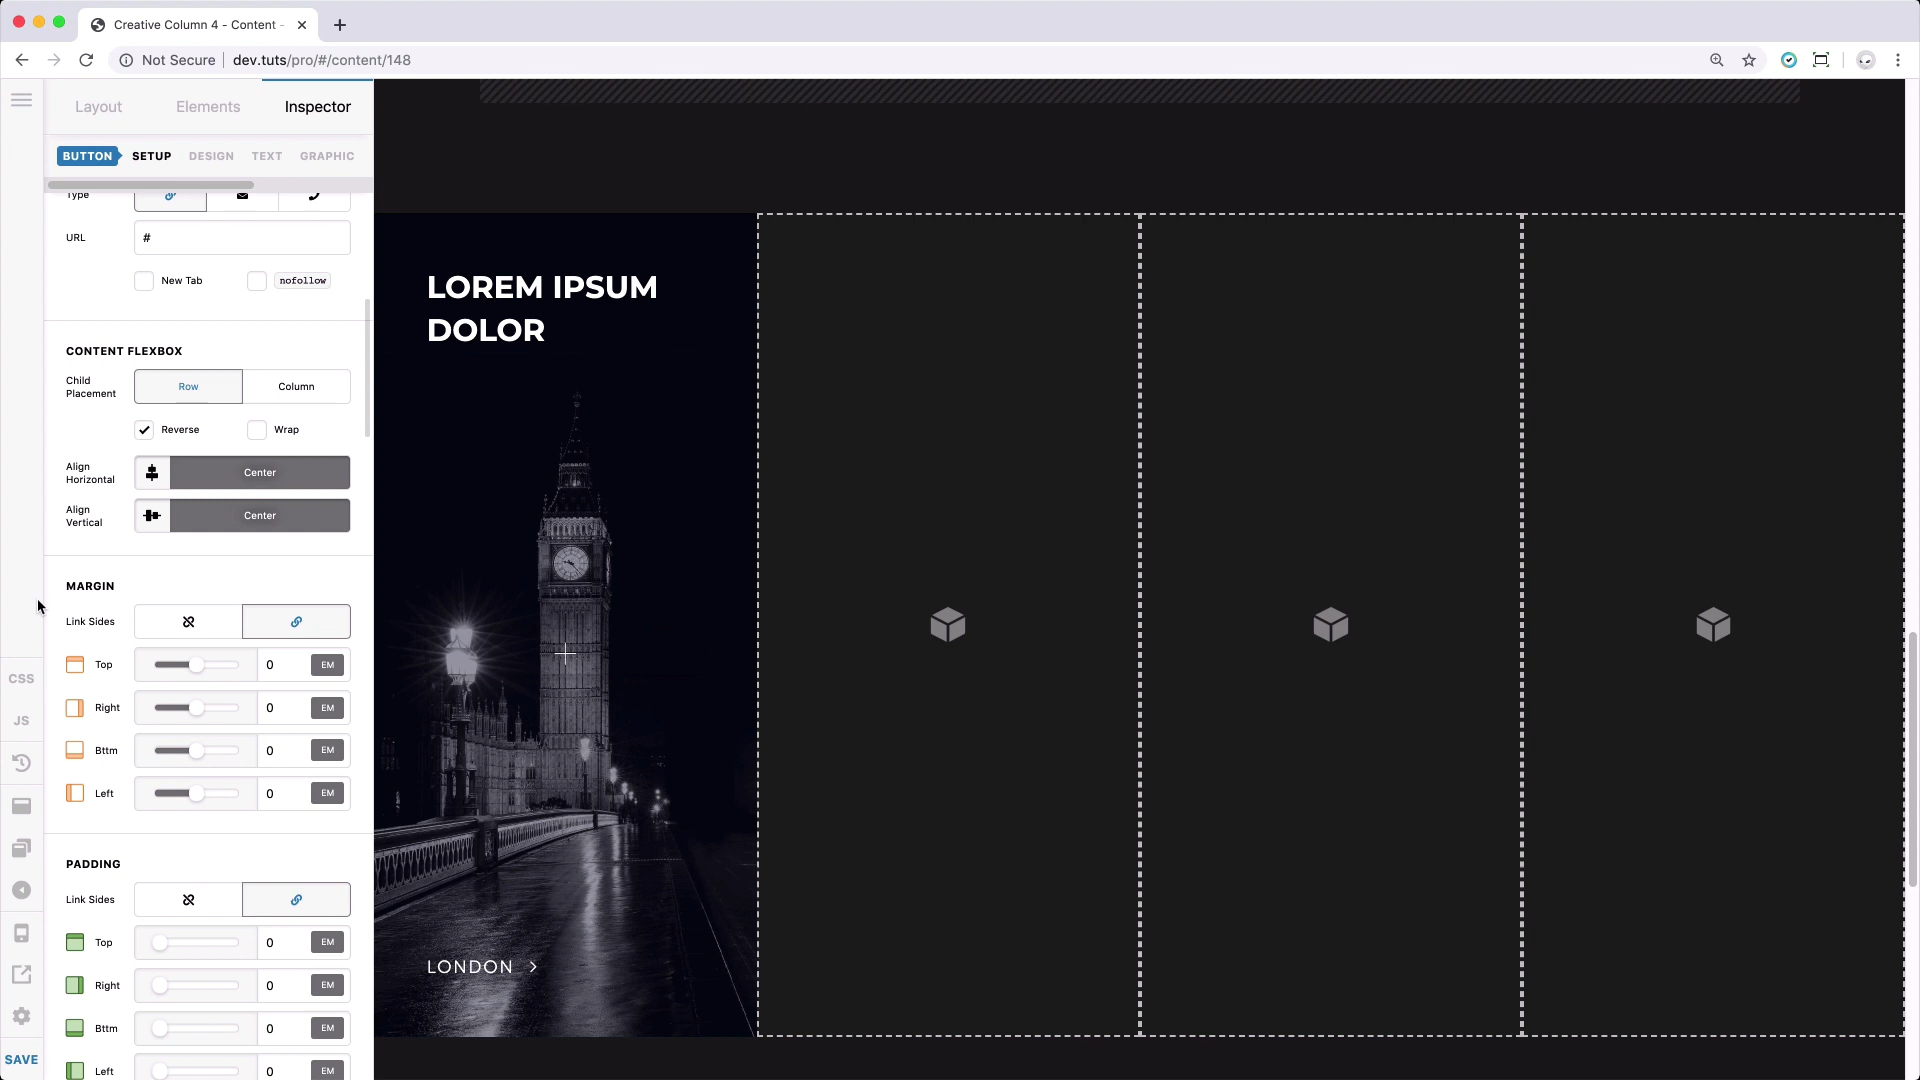 Creative Column 4 - Content -
Not Secure
dev.tuts/pro/#/content/148
Layout
Elements
Inspector
BUTTON
SETUP
DESIGN
TEXT
GRAPHIC
Type
URL
#
New Tab
nofollow
CONTENT FLEXBOX
Child
Placement
Row
Column
Reverse
Wrap
Align
Horizontal
Center
Align
Vertical
Center
MARGIN
Link Sides
Top
0
EM
Right
0
EM
Bttm
0
EM
Left
0
EM
PADDING
Link Sides
Top
0
EM
Right
0
EM
Bttm
0
EM
Left
0
EM
CSS
JS
SAVE
LOREM IPSUM
DOLOR
LONDON